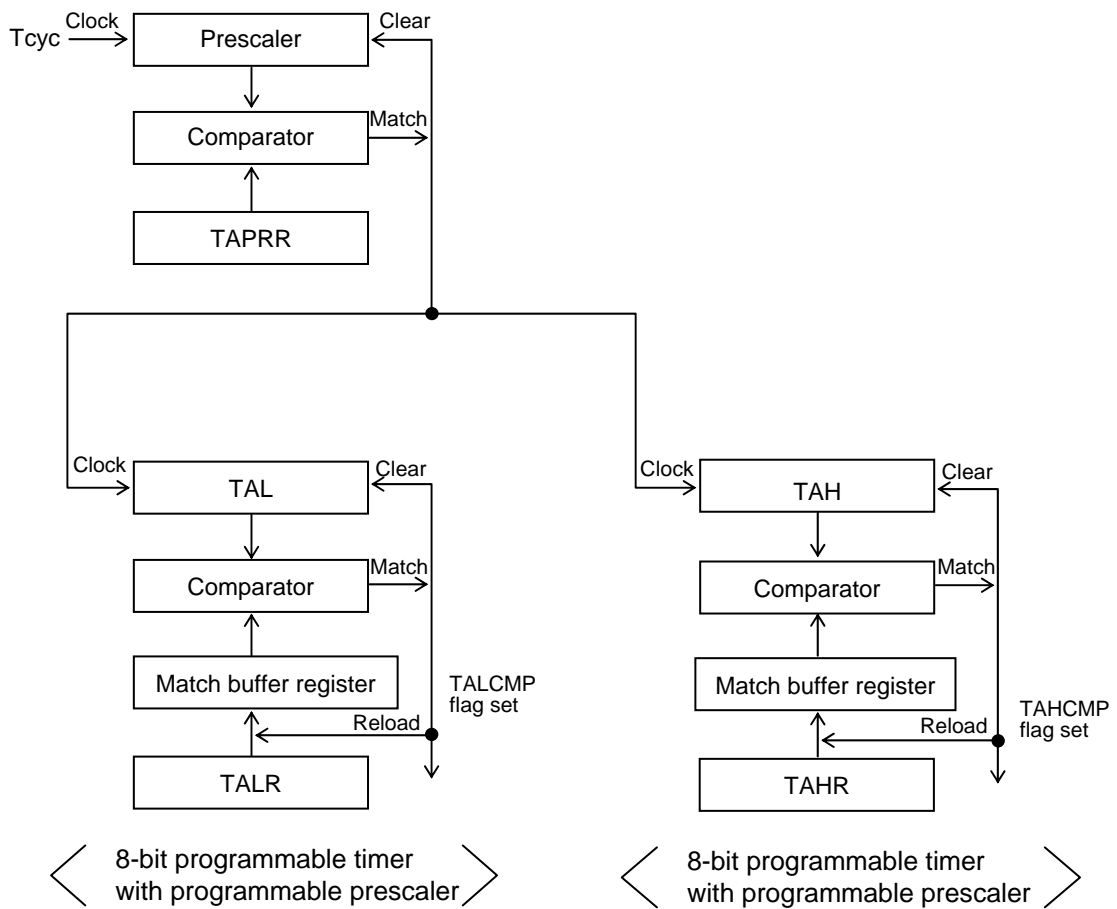 Clock
Clear
Tcyc
Prescaler
Match
Comparator
TAPRR
Clock
Clear
TAL
Match
Comparator
Match buffer register
TALCMP
flag set
Reload
TALR
Clock
Clear
TAH
Match
Comparator
Match buffer register
TAHCMP
flag set
Reload
TAHR
8-bit programmable timer
with programmable prescaler
8-bit programmable timer
with programmable prescaler